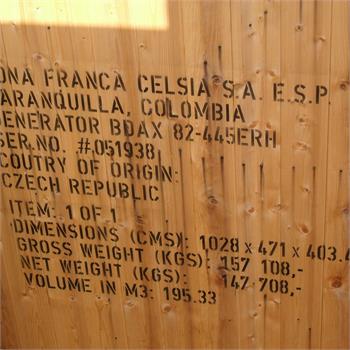 ONA FRANCA CELSIA S.A. E.S.P.
ARANQUILLA, COLOMBIA
GENERATOR BDAX 82-445ERH
SER.NO. #.051938
COUTRY OF ORIGIN:
CZECH REPUBLIC
ITEM: 1 OF 1
DIMENSIONS (CMS): 1028 x 471 x 403.4
GROSS WEIGHT (KGS): 157 108,-
NET WEIGHT (KGS): 147 708,-
VOLUME IN M3: 195.33